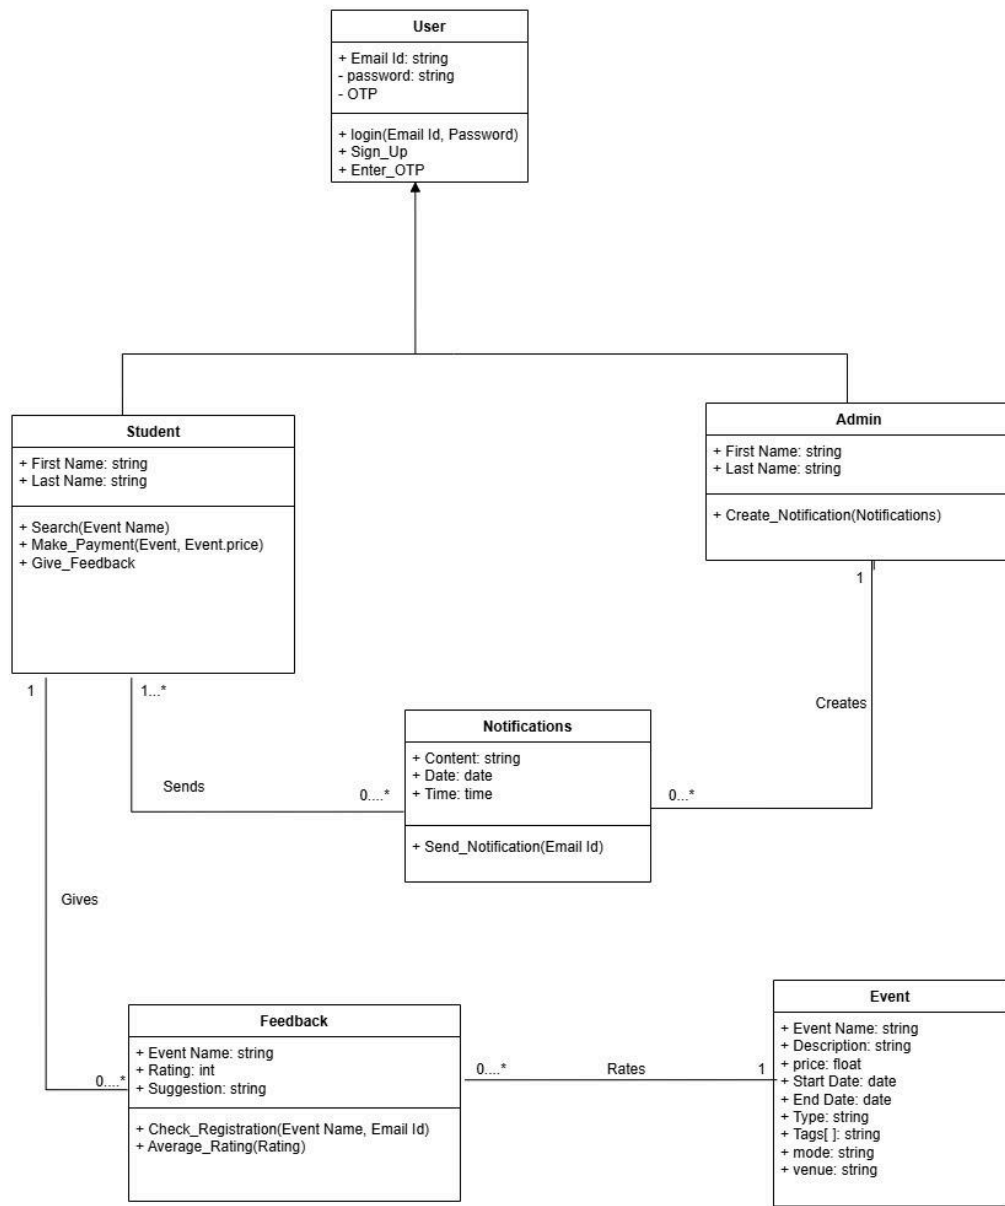 User
+ Email Id: string
- password: string
- OTP
+ login(Email Id, Password)
+ Sign_Up
+ Enter_OTP
Student
+ First Name: string
+ Last Name: string
+ Search(Event Name)
+ Make_Payment(Event, Event.price)
+ Give_Feedback
Admin
+ First Name: string
+ Last Name: string
+ Create_Notification(Notifications)
1
1...*
1
Creates
Notifications
+ Content: string
+ Date: date
+ Time: time
+ Send_Notification(Email Id)
Sends
0....*
0...*
Gives
Feedback
+ Event Name: string
+ Rating: int
+ Suggestion: string
+ Check_Registration(Event Name, Email Id)
+ Average_Rating(Rating)
0....*
0...*
Rates
1
Event
+ Event Name: string
+ Description: string
+ price: float
+ Start Date: date
+ End Date: date
+ Type: string
+ Tags[ ]: string
+ mode: string
+ venue: string